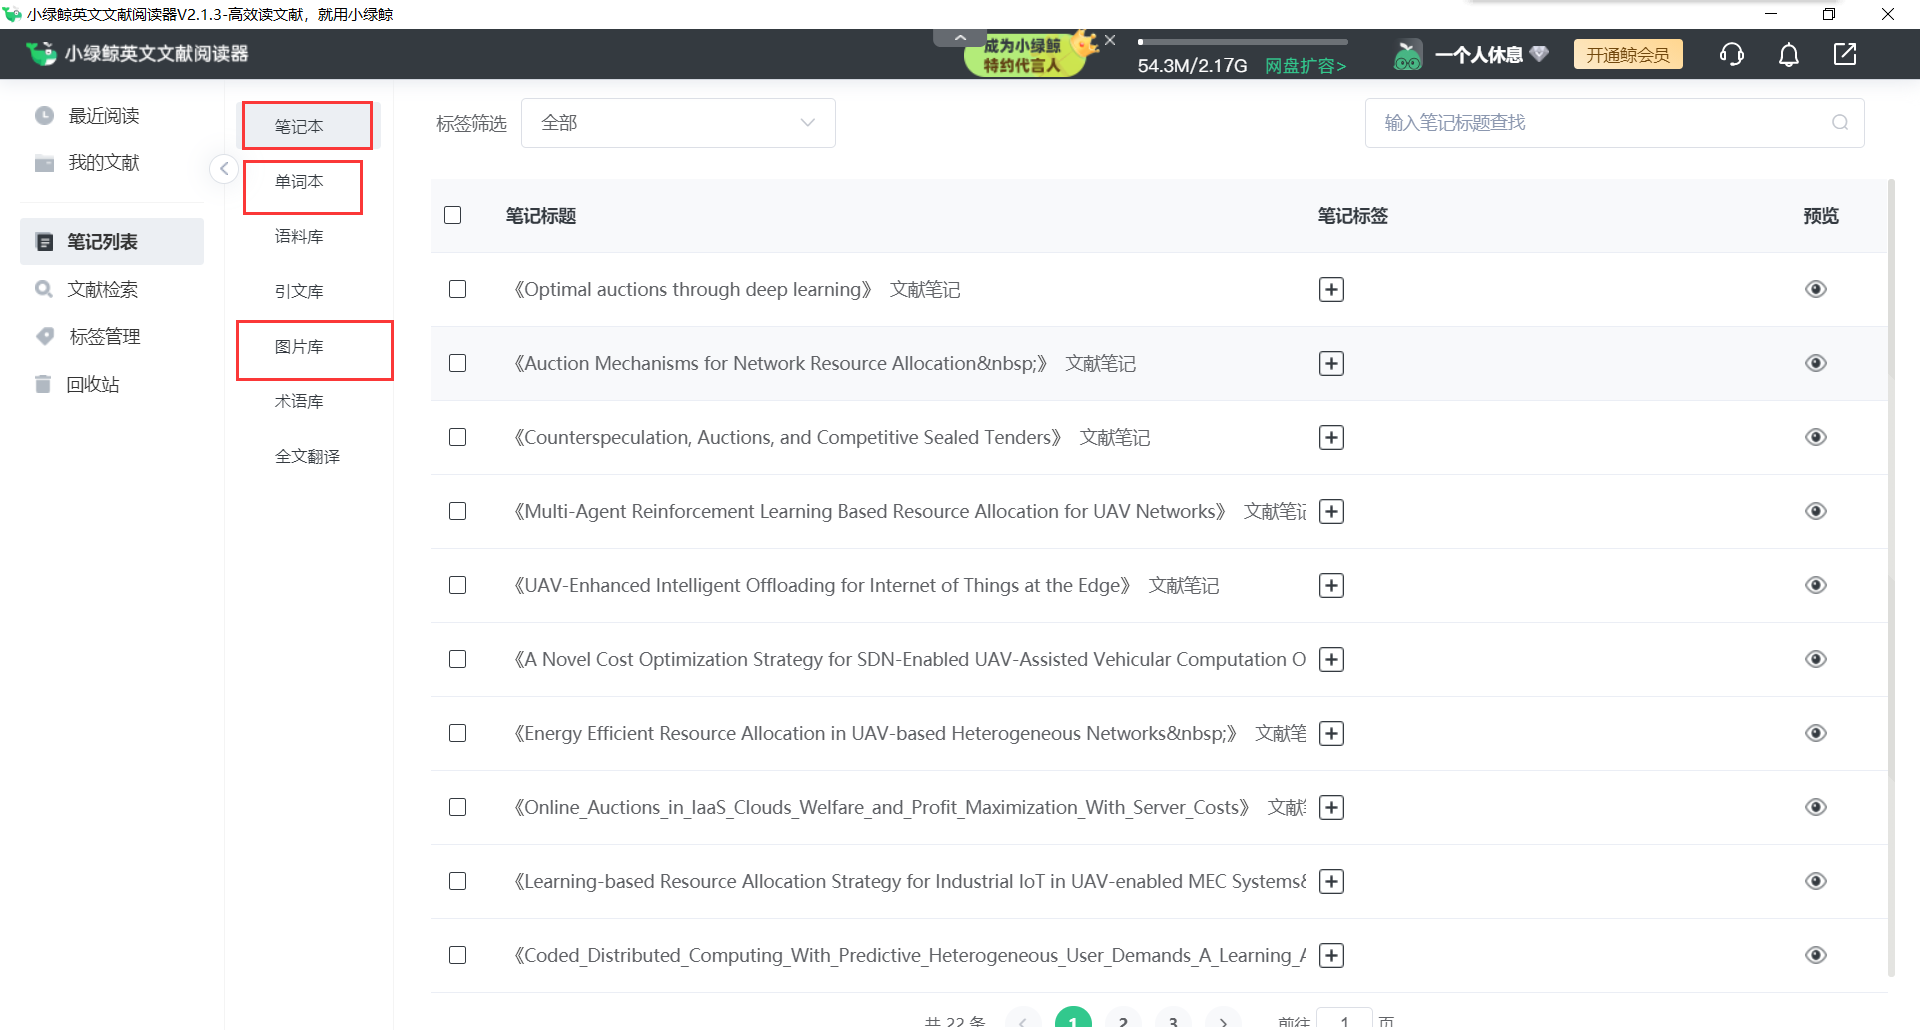 小绿鲸英文文献阅读器V2.1.3-高效读文献，就用小绿鲸
小绿鲸英文文献阅读器
成为小绿鲸
特约代言人
54.3M/2.17G 网盘扩容>
一个人休息
开通鲸会员
最近阅读
我的文献
笔记列表
文献检索
标签管理
回收站
笔记本
单词本
语料库
引文库
图片库
术语库
全文翻译
标签筛选 全部
输入笔记标题查找
笔记标题 笔记标签 预览
《Optimal auctions through deep learning》 文献笔记
《Auction Mechanisms for Network Resource Allocation&nbsp;》 文献笔记
《Counterspeculation, Auctions, and Competitive Sealed Tenders》 文献笔记
《Multi-Agent Reinforcement Learning Based Resource Allocation for UAV Networks》 文献笔记
《UAV-Enhanced Intelligent Offloading for Internet of Things at the Edge》 文献笔记
《A Novel Cost Optimization Strategy for SDN-Enabled UAV-Assisted Vehicular Computation O
《Energy Efficient Resource Allocation in UAV-based Heterogeneous Networks&nbsp;》 文献笔
《Online_Auctions_in_IaaS_Clouds_Welfare_and_Profit_Maximization_With_Server_Costs》 文献
《Learning-based Resource Allocation Strategy for Industrial IoT in UAV-enabled MEC Systems&
《Coded_Distributed_Computing_With_Predictive_Heterogeneous_User_Demands_A_Learning_A
共 22 条 < 1 2 3 > 前往 1 页